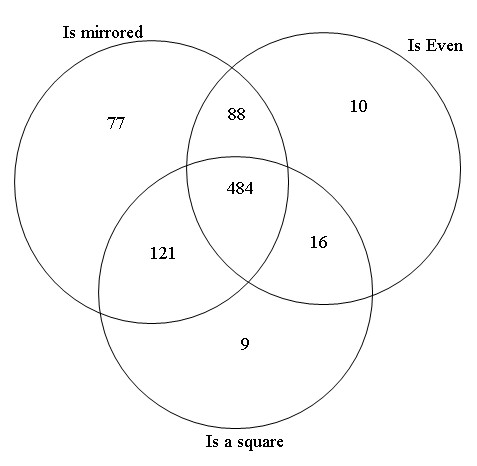 Is mirrored
Is Even
77
88
10
484
121
16
9
Is a square